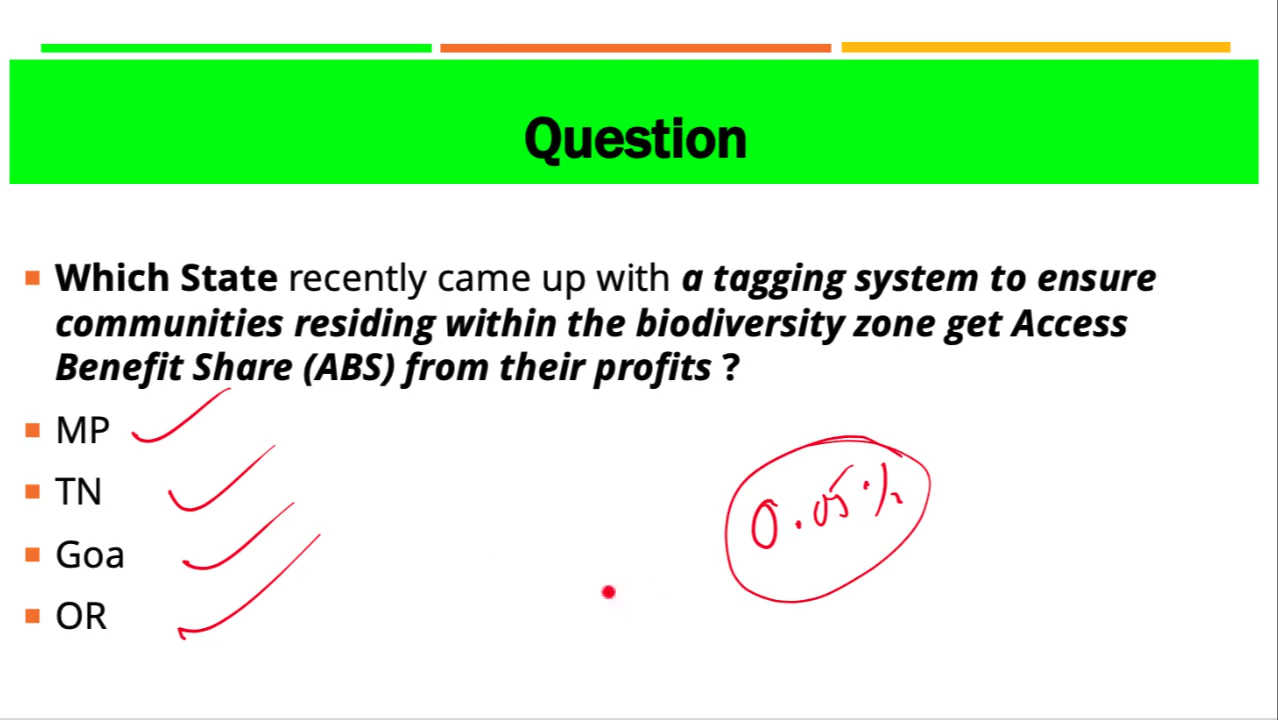 Question
Which State recently came up with a tagging system to ensure
communities residing within the biodiversity zone get Access
Benefit Share (ABS) from their profits ?
MP
TN
Goa
OR
0.05%